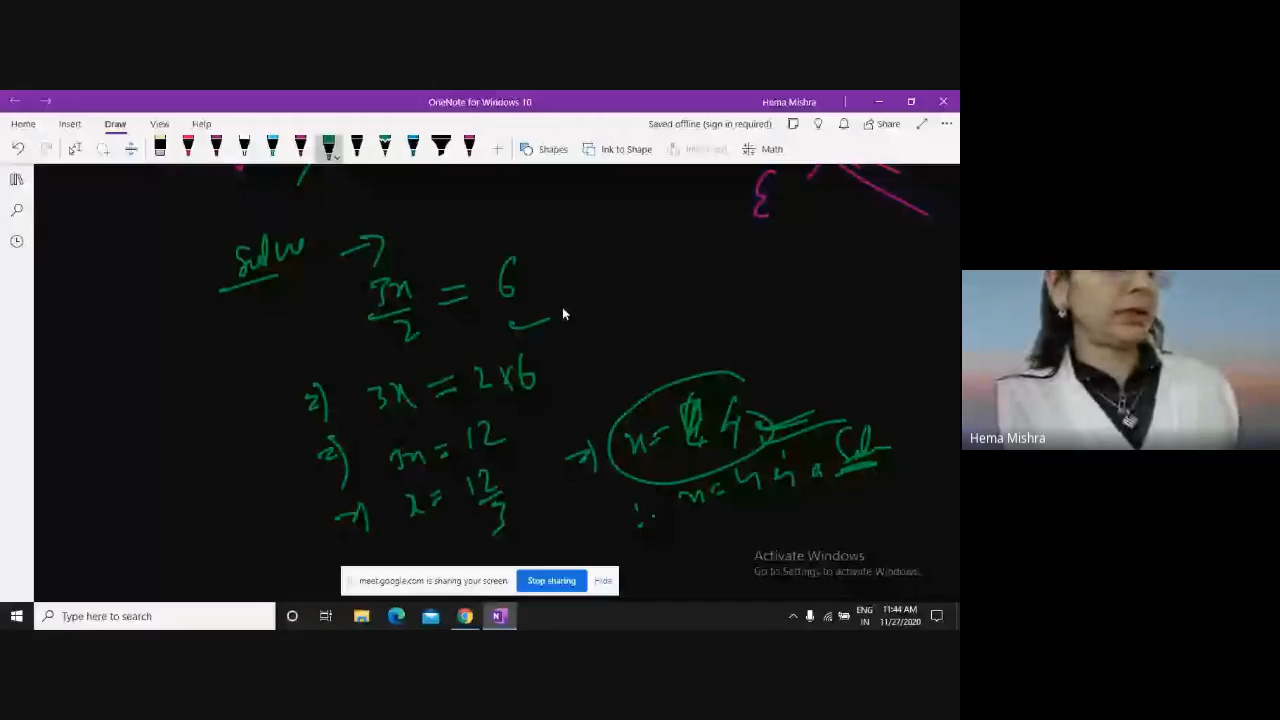 OneNote for Windows 10
Hema Mishra
Home Insert Draw View Help
Saved offline (sign in required)
Share
Shapes
Ink to Shape
Math
Solve →
3x/2 = 6
⇒) 3x = 2×6
⇒) 3x = 12
⇒) x = 12/3
⇒) x = 4
∴ x = 4 is a Soln
Hema Mishra
Activate Windows
Go to Settings to activate Windows.
meet.google.com is sharing your screen.
Stop sharing
Hide
Type here to search
ENG
IN
11:44 AM
11/27/2020